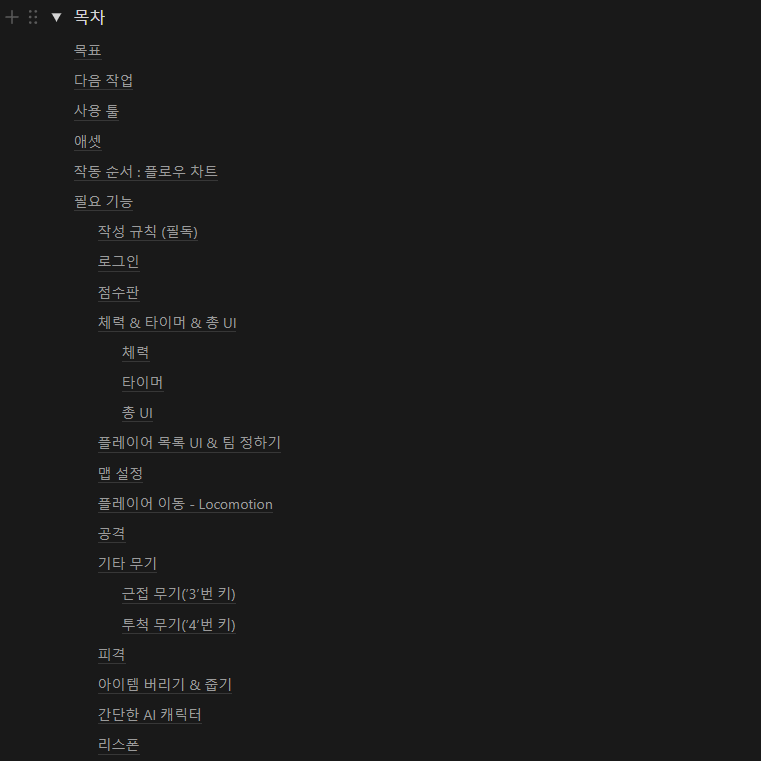 목차
목표
다음 작업
사용 툴
애셋
작동 순서 : 플로우 차트
필요 기능
작성 규칙 (필독)
로그인
점수판
체력 & 타이머 & 총 UI
체력
타이머
총 UI
플레이어 목록 UI & 팀 정하기
맵 설정
플레이어 이동 - Locomotion
공격
기타 무기
근접 무기(’3’번 키)
투척 무기(’4’번 키)
피격
아이템 버리기 & 줍기
간단한 AI 캐릭터
리스폰